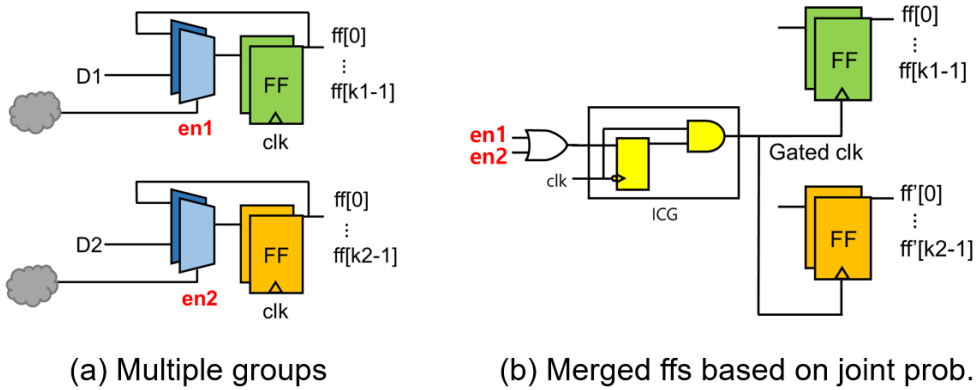 ff[0]
⋮
ff[k1-1]
D1
FF
en1
clk
ff[0]
⋮
ff[k2-1]
D2
FF
en2
clk
(a) Multiple groups
ff[0]
⋮
ff[k1-1]
FF
en1
en2
clk
ICG
Gated clk
ff'[0]
⋮
ff'[k2-1]
FF
(b) Merged ffs based on joint prob.